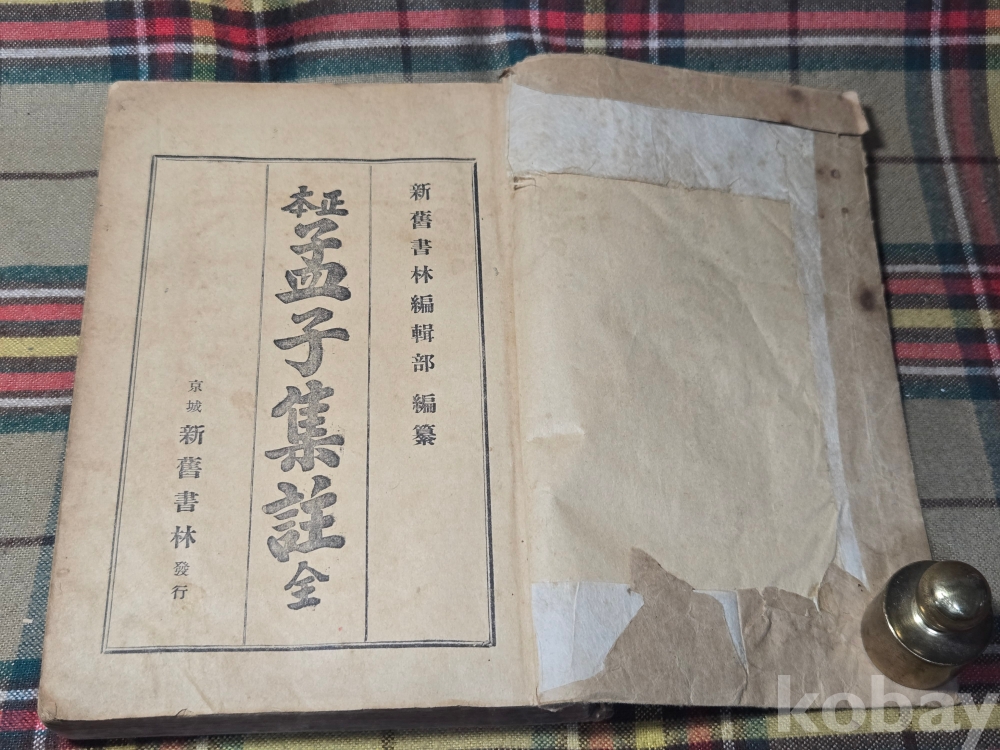 新舊書林編輯部 編纂
正本 孟子集註 全
京城 新舊書林 發行
kobay